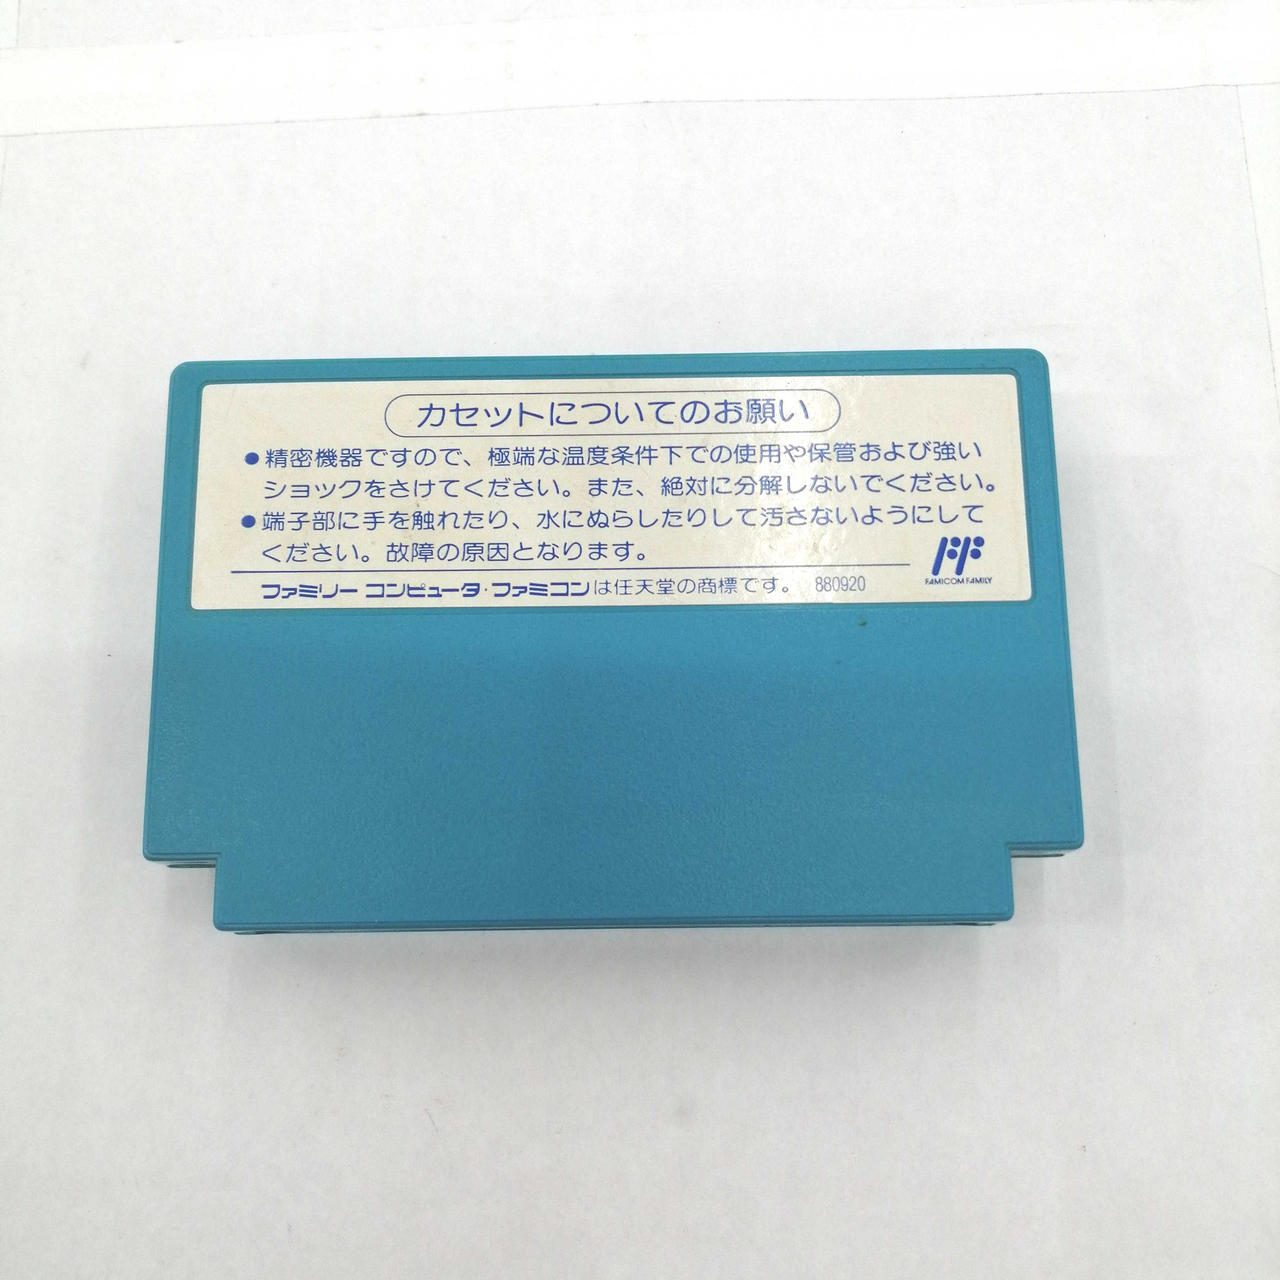 カセットについてのお願い
●精密機器ですので、極端な温度条件下での使用や保管および強い
ショックをさけてください。また、絶対に分解しないでください。
●端子部に手を触れたり、水にぬらしたりして汚さないようにして
ください。故障の原因となります。
FF
FAMICOM FAMILY
ファミリーコンピュータ・ファミコンは任天堂の商標です。 880920